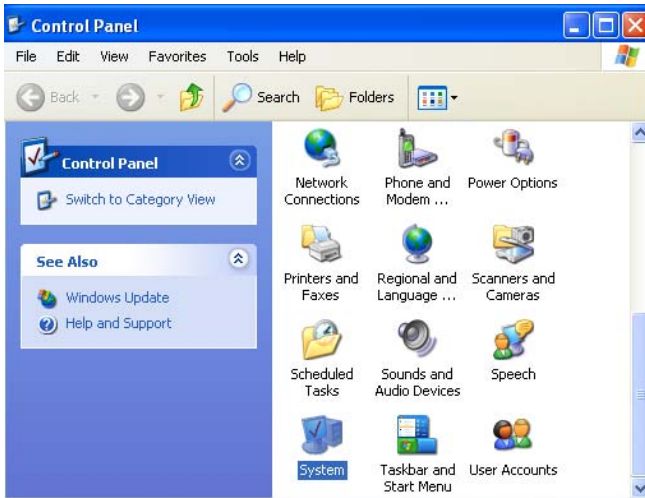 Control Panel
File Edit View Favorites Tools Help
Back Search Folders
Control Panel
Switch to Category View
See Also
Windows Update
Help and Support
Network Connections
Phone and Modem ...
Power Options
Printers and Faxes
Regional and Language ...
Scanners and Cameras
Scheduled Tasks
Sounds and Audio Devices
Speech
System
Taskbar and Start Menu
User Accounts